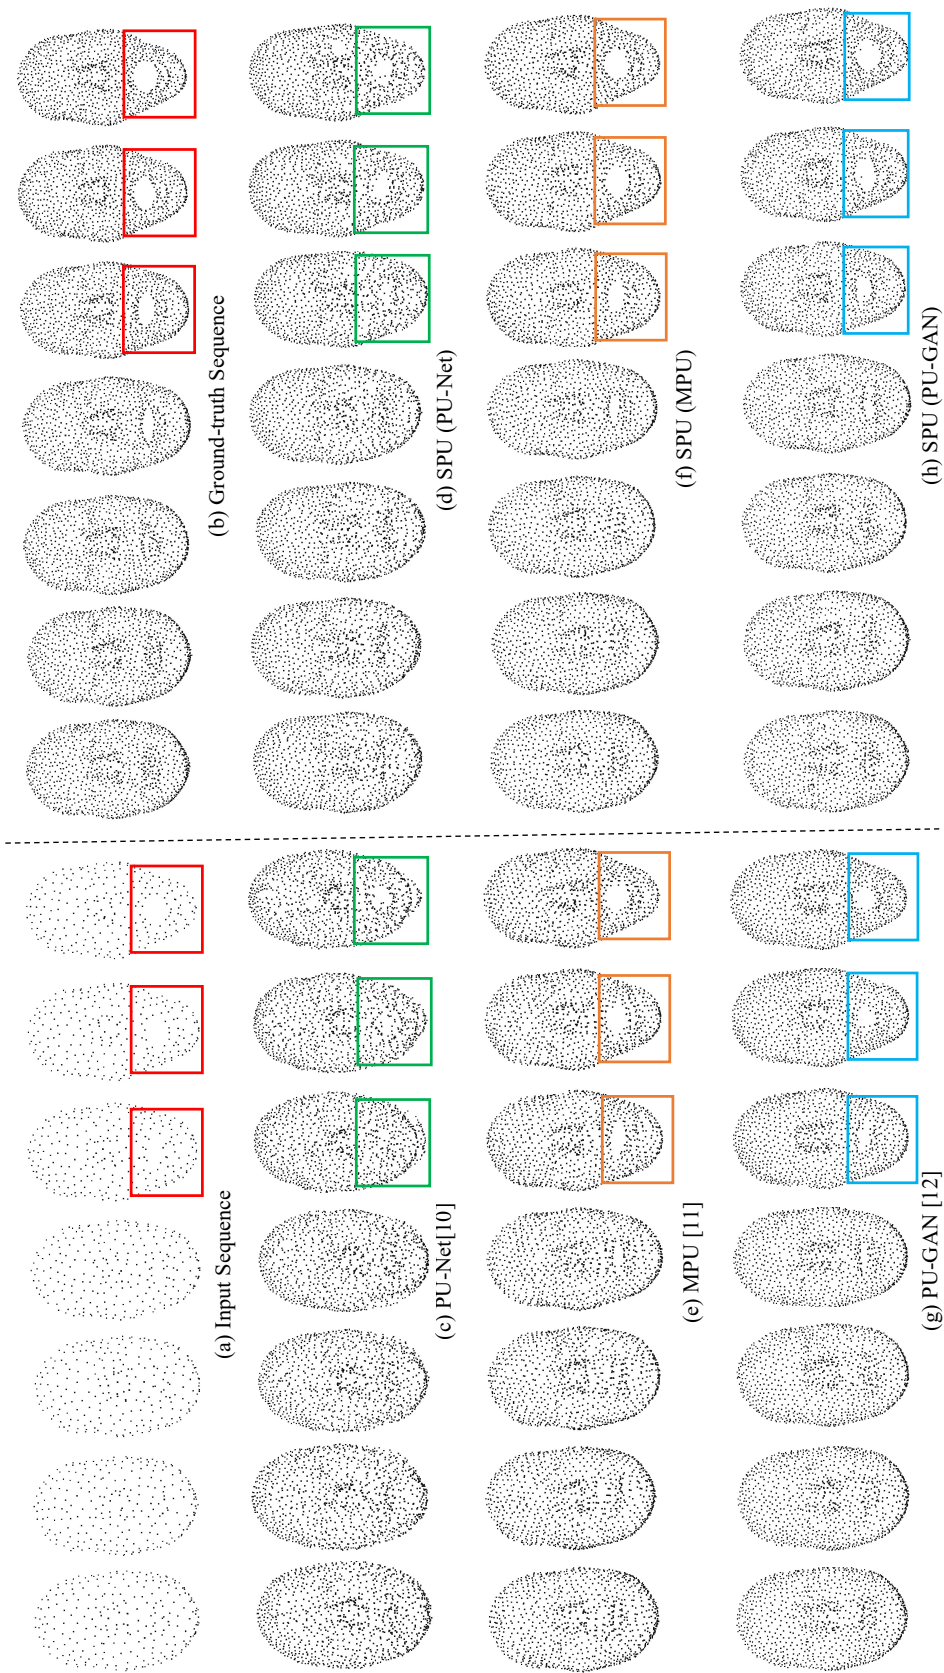 (a) Input Sequence
(b) Ground-truth Sequence
(c) PU-Net[10]
(d) SPU (PU-Net)
(e) MPU [11]
(f) SPU (MPU)
(g) PU-GAN [12]
(h) SPU (PU-GAN)